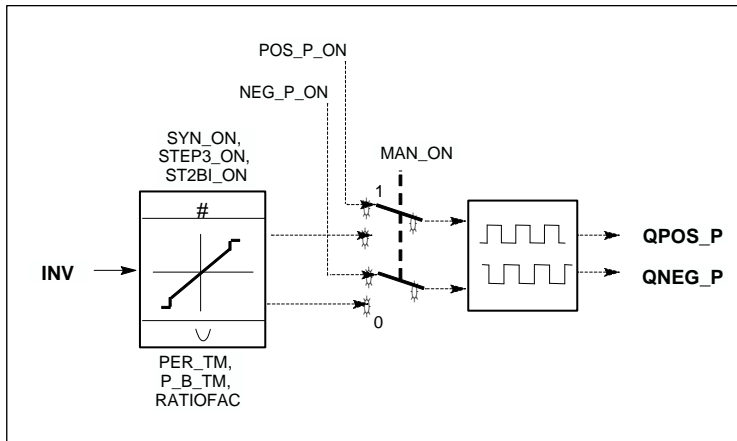 POS_P_ON
NEG_P_ON
SYN_ON,
STEP3_ON,
ST2BI_ON
MAN_ON
1
#
QPOS_P
INV
QNEG_P
0
PER_TM,
P_B_TM,
RATIOFAC